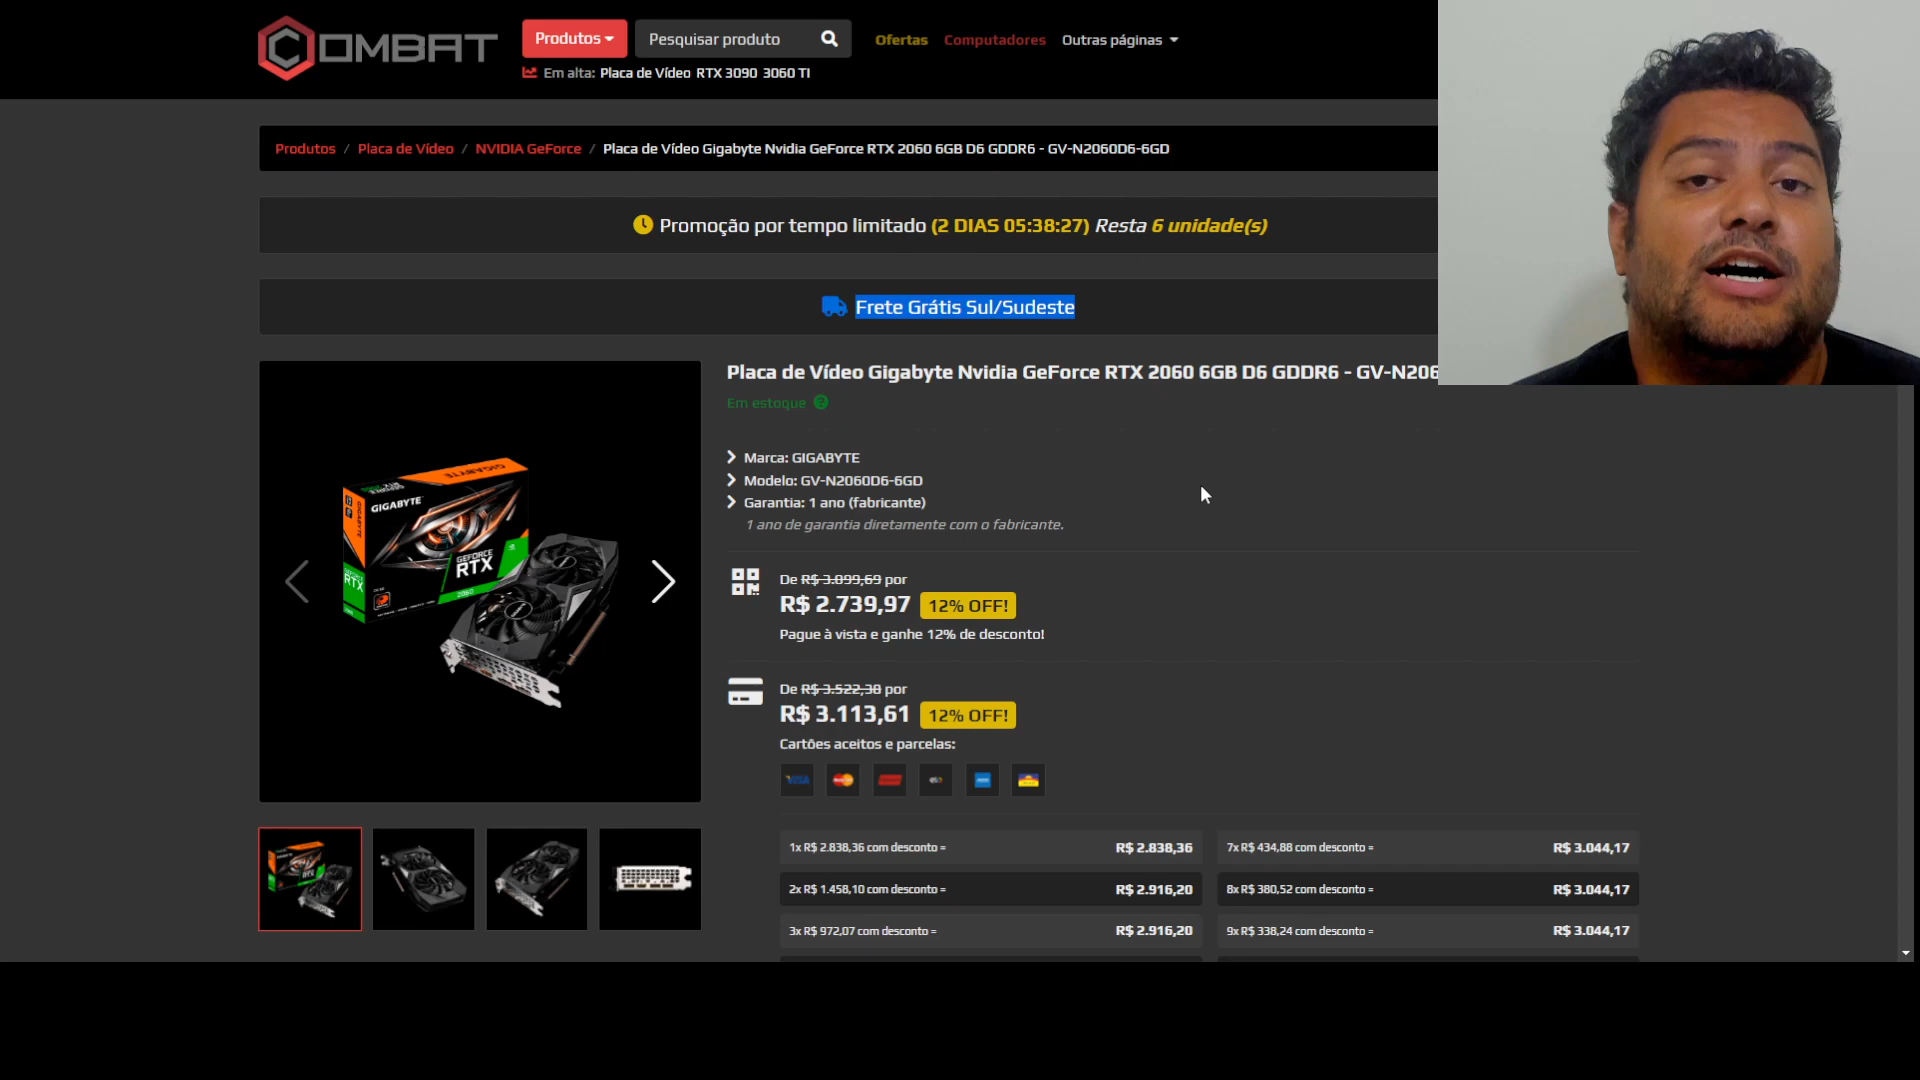 COMBAT
Produtos
Pesquisar produto
Ofertas
Computadores
Outras páginas
Em alta: Placa de Vídeo RTX 3090 3060 TI
Produtos / Placa de Vídeo / NVIDIA GeForce / Placa de Vídeo Gigabyte Nvidia GeForce RTX 2060 6GB D6 GDDR6 - GV-N2060D6-6GD
Promoção por tempo limitado (2 DIAS 05:38:27) Resta 6 unidade(s)
Frete Grátis Sul/Sudeste
Placa de Vídeo Gigabyte Nvidia GeForce RTX 2060 6GB D6 GDDR6 - GV-N206
Em estoque
Marca: GIGABYTE
Modelo: GV-N2060D6-6GD
Garantia: 1 ano (fabricante)
1 ano de garantia diretamente com o fabricante.
GIGABYTE
GIGABYTE
GEFORCE
RTX
2060
RTX
De R$ 3.099,69 por
R$ 2.739,97 12% OFF!
Pague à vista e ganhe 12% de desconto!
De R$ 3.522,38 por
R$ 3.113,61 12% OFF!
Cartões aceitos e parcelas:
VISA
1x R$ 2.838,36 com desconto = R$ 2.838,36
7x R$ 434,88 com desconto = R$ 3.044,17
2x R$ 1.458,10 com desconto = R$ 2.916,20
8x R$ 380,52 com desconto = R$ 3.044,17
3x R$ 972,07 com desconto = R$ 2.916,20
9x R$ 338,24 com desconto = R$ 3.044,17